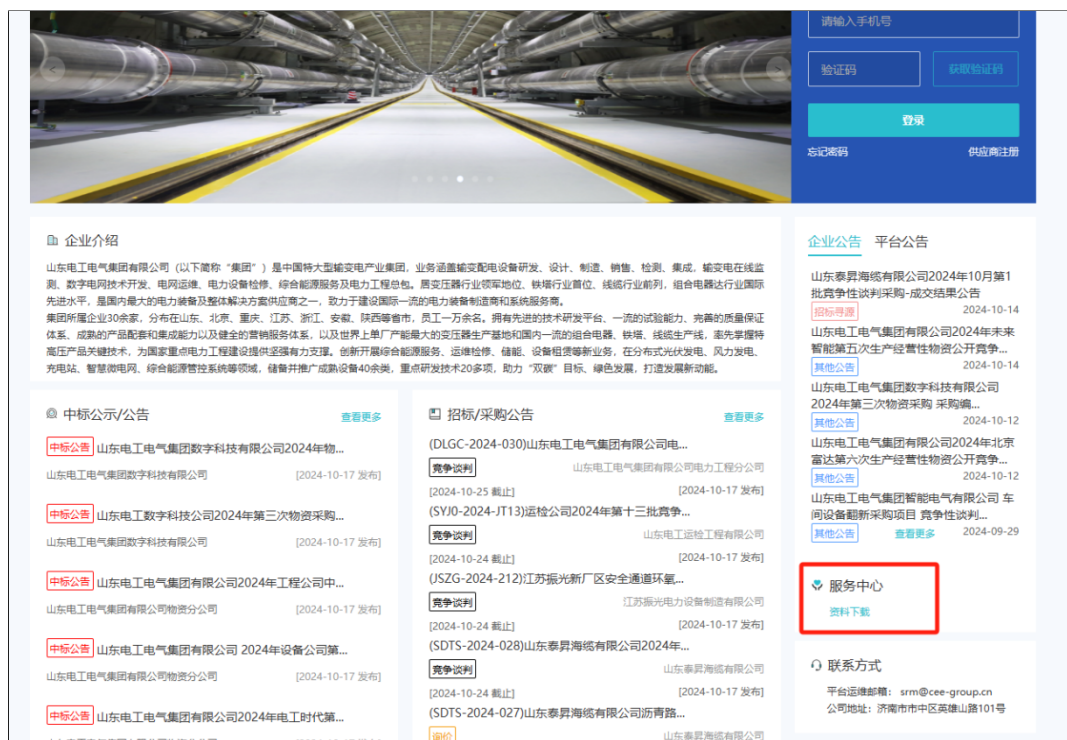 请输入手机号
验证码
获取验证码
登录
忘记密码
供应商注册
企业介绍
山东电工电气集团有限公司（以下简称“集团”）是中国特大型输变电产业集团，业务涵盖输变配电设备研发、设计、制造、销售、检测、集成，输变电在线监
测、数字电网技术开发、电网运维、电力设备检修、综合能源服务及电力工程总包。居变压器行业领军地位、铁塔行业首位、线缆行业前列，组合电器达行业国际
先进水平，是国内最大的电力装备及整体解决方案供应商之一，致力于建设国际一流的电力装备制造商和系统服务商。
集团所属企业30余家，分布在山东、北京、重庆、江苏、浙江、安徽、陕西等省市，员工一万余名。拥有先进的技术研发平台、一流的试验能力、完善的质量保证
体系、成熟的产品配套和集成能力以及健全的营销服务体系，以及世界上单厂产能最大的变压器生产基地和国内一流的组合电器、铁塔、线缆生产线，率先掌握特
高压产品关键技术，为国家重点电力工程建设提供坚强有力支撑。创新开展综合能源服务、运维检修、储能、设备租赁等新业务，在分布式光伏发电、风力发电、
充电站、智慧微电网、综合能源管控系统等领域，储备并推广成熟设备40余类，重点研发技术20多项，助力“双碳”目标、绿色发展，打造发展新动能。
企业公告 平台公告
山东泰昇海缆有限公司2024年10月第1
批竞争性谈判采购-成交结果公告
招标寻源 2024-10-14
山东电工电气集团有限公司2024年未来
智能第五次生产经营性物资公开竞争...
其他公告 2024-10-14
山东电工电气集团数字科技有限公司
2024年第三次物资采购 采购编...
其他公告 2024-10-12
山东电工电气集团有限公司2024年北京
富达第六次生产经营性物资公开竞争...
其他公告 2024-10-12
山东电工电气集团智能电气有限公司 车
间设备翻新采购项目 竞争性谈判...
其他公告 查看更多 2024-09-29
中标公示/公告 查看更多
中标公告 山东电工电气集团数字科技有限公司2024年物...
山东电工电气集团数字科技有限公司 [2024-10-17 发布]
中标公告 山东电工数字科技公司2024年第三次物资采购...
山东电工电气集团数字科技有限公司 [2024-10-17 发布]
中标公告 山东电工电气集团有限公司2024年工程公司中...
山东电工电气集团有限公司物资分公司 [2024-10-17 发布]
中标公告 山东电工电气集团有限公司 2024年设备公司第...
山东电工电气集团有限公司物资分公司 [2024-10-17 发布]
中标公告 山东电工电气集团有限公司2024年电工时代第...
招标/采购公告 查看更多
(DLGC-2024-030)山东电工电气集团有限公司电...
竞争谈判 山东电工电气集团有限公司电力工程分公司
[2024-10-25 截止] [2024-10-17 发布]
(SYJ0-2024-JT13)运检公司2024年第十三批竞争...
竞争谈判 山东电工运检工程有限公司
[2024-10-24 截止] [2024-10-17 发布]
(JSZG-2024-212)江苏振光新厂区安全通道环氧...
竞争谈判 江苏振光电力设备制造有限公司
[2024-10-24 截止] [2024-10-17 发布]
(SDTS-2024-028)山东泰昇海缆有限公司2024年...
竞争谈判 山东泰昇海缆有限公司
[2024-10-24 截止] [2024-10-17 发布]
(SDTS-2024-027)山东泰昇海缆有限公司沥青路...
询价 山东泰昇海缆有限公司
服务中心
资料下载
联系方式
平台运维邮箱： srm@cee-group.cn
公司地址：济南市市中区英雄山路101号